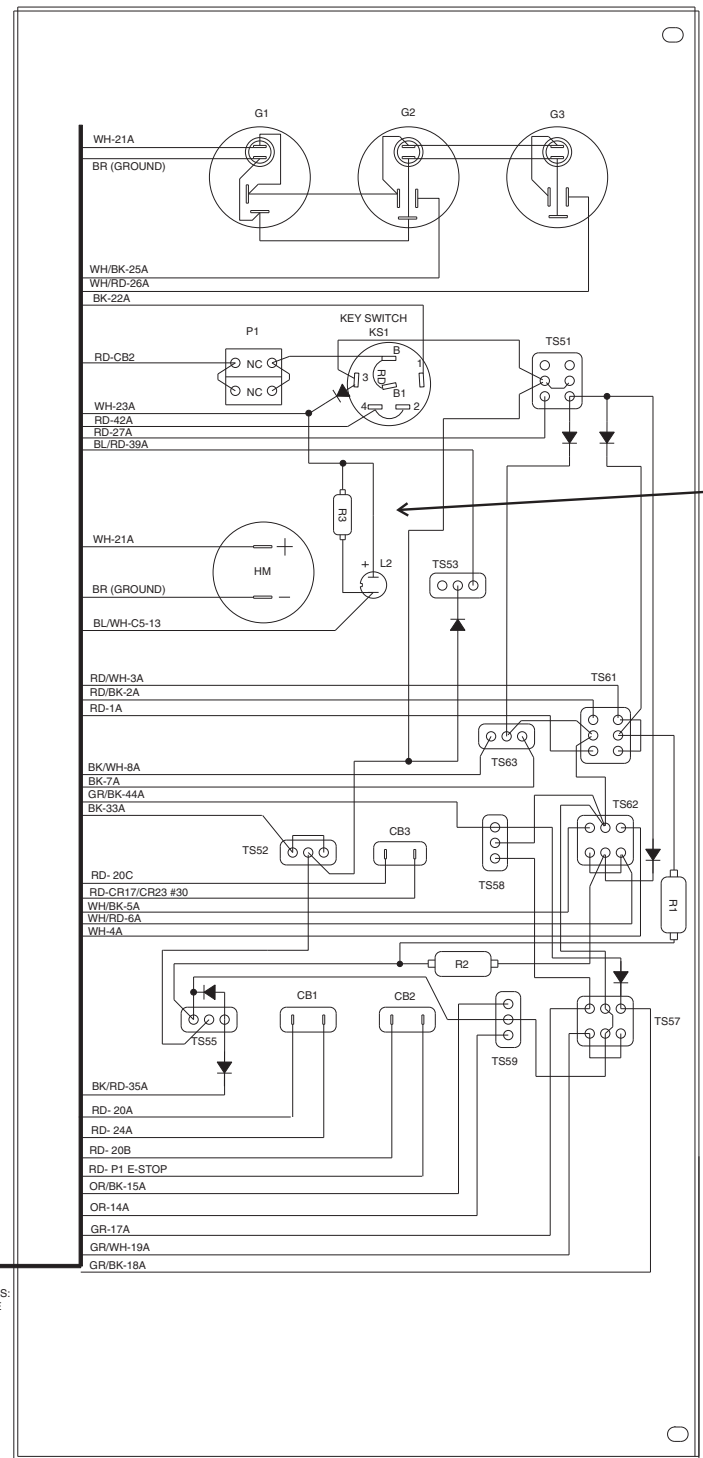 G1
G2
G3
WH-21A
BR (GROUND)
WH/BK-25A
WH/RD-26A
BK-22A
KEY SWITCH
KS1
P1
TS51
RD-CB2
NC
NC
B
1
3
RD
B1
4
2
WH-23A
RD-42A
RD-27A
BL/RD-39A
R3
WH-21A
HM
+
−
+
L2
TS53
BR (GROUND)
BL/WH-C5-13
RD/WH-3A
RD/BK-2A
RD-1A
TS61
TS63
BK/WH-8A
BK-7A
GR/BK-44A
BK-33A
TS62
CB3
TS52
TS58
RD- 20C
RD-CR17/CR23 #30
WH/BK-5A
WH/RD-6A
WH-4A
R1
R2
CB1
CB2
TS57
TS55
TS59
BK/RD-35A
RD- 20A
RD- 24A
RD- 20B
RD- P1 E-STOP
OR/BK-15A
OR-14A
GR-17A
GR/WH-19A
GR/BK-18A
S:
E